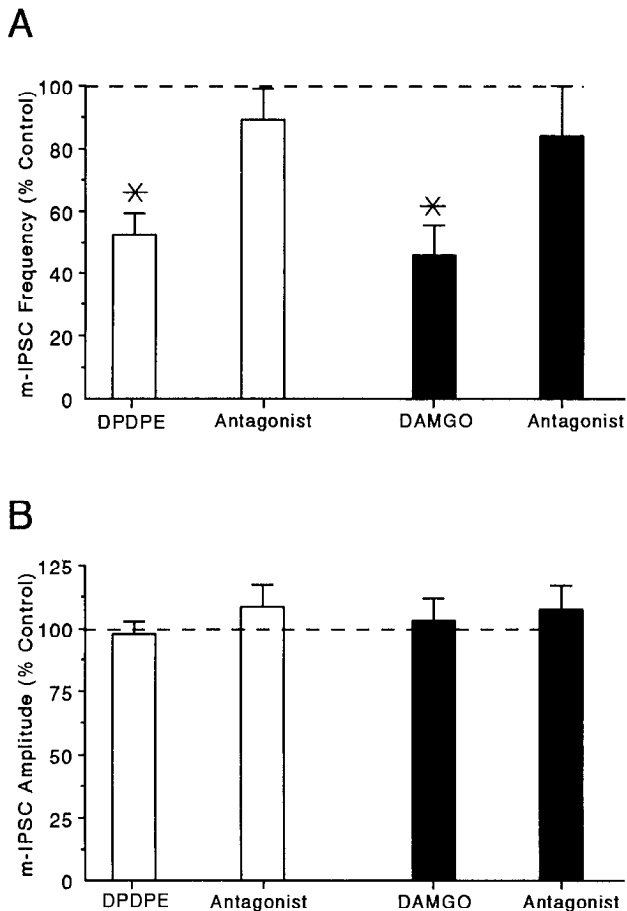 A
m-IPSC Frequency (% Control)
100
80
60
40
20
0
*
*
DPDPE Antagonist DAMGO Antagonist
B
m-IPSC Amplitude (% Control)
125
100
75
50
25
0
DPDPE Antagonist DAMGO Antagonist